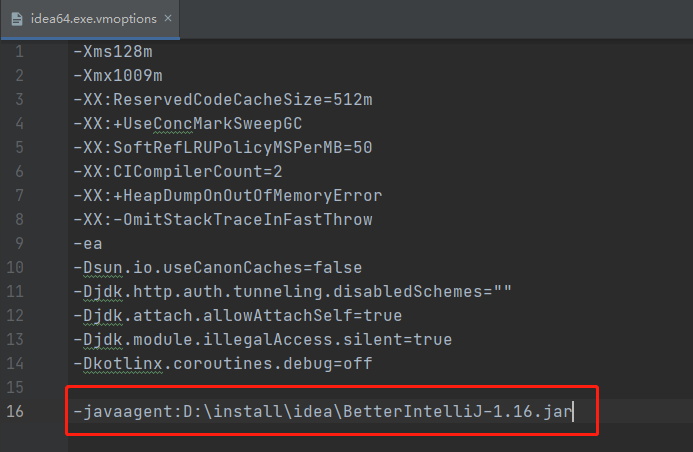 idea64.exe.vmoptions
1 -Xms128m
2 -Xmx1009m
3 -XX:ReservedCodeCacheSize=512m
4 -XX:+UseConcMarkSweepGC
5 -XX:SoftRefLRUPolicyMSPerMB=50
6 -XX:CICompilerCount=2
7 -XX:+HeapDumpOnOutOfMemoryError
8 -XX:-OmitStackTraceInFastThrow
9 -ea
10 -Dsun.io.useCanonCaches=false
11 -Djdk.http.auth.tunneling.disabledSchemes=""
12 -Djdk.attach.allowAttachSelf=true
13 -Djdk.module.illegalAccess.silent=true
14 -Dkotlinx.coroutines.debug=off
15
16 -javaagent:D:\install\idea\BetterIntelliJ-1.16.jar